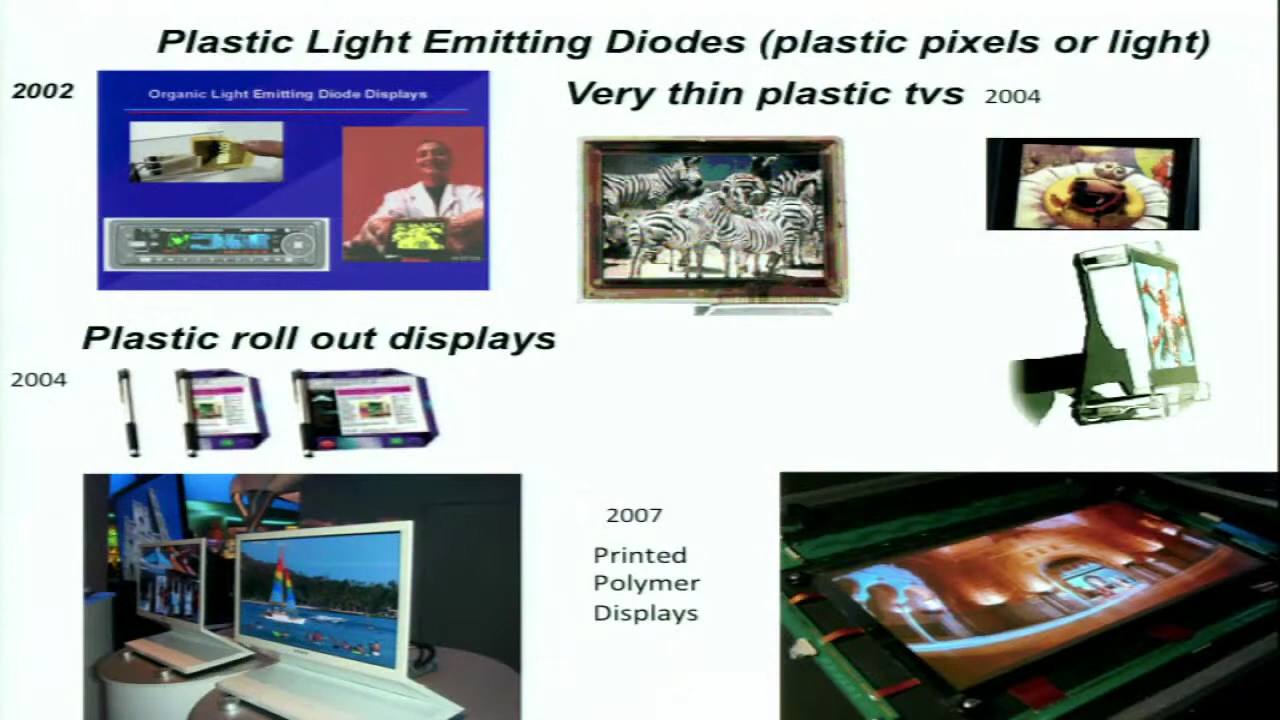 Plastic Light Emitting Diodes (plastic pixels or light)
2002
Organic Light Emitting Diode Displays
Very thin plastic tvs 2004
Plastic roll out displays
2004
2007
Printed
Polymer
Displays